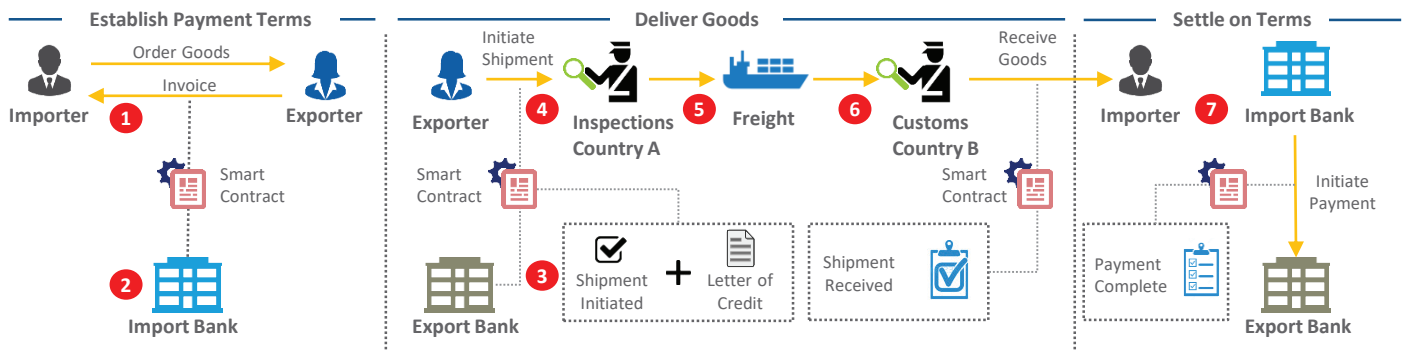 Establish Payment Terms
Order Goods
Invoice
Importer
1
Exporter
Smart
Contract
2
Import Bank
Deliver Goods
Initiate
Shipment
Receive
Goods
Exporter
4
Inspections
Country A
5
Freight
6
Customs
Country B
Smart
Contract
Smart
Contract
3
Export Bank
Shipment
Initiated
Letter of
Credit
Shipment
Received
Settle on Terms
Importer
7
Import Bank
Initiate
Payment
Payment
Complete
Export Bank